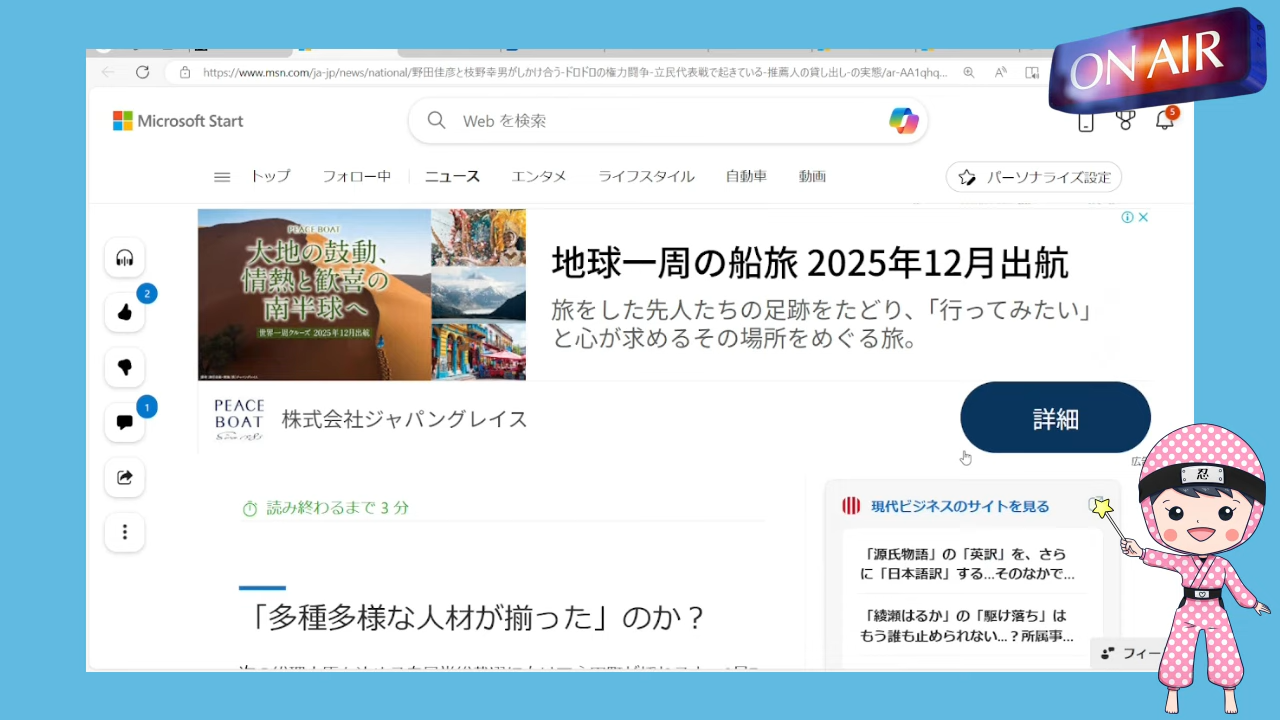 ON AIR
https://www.msn.com/ja-jp/news/national/野田佳彦と枝野幸男がしかけ合う-ドロドロの権力闘争-立民代表戦で起きている-推薦人の貸し出し-の実態/ar-AA1qhq...
Microsoft Start
Web を検索
5
トップ
フォロー中
ニュース
エンタメ
ライフスタイル
自動車
動画
パーソナライズ設定
PEACE BOAT
大地の鼓動、
情熱と歓喜の
南半球へ
世界一周クルーズ 2025年12月出航
地球一周の船旅 2025年12月出航
旅をした先人たちの足跡をたどり、「行ってみたい」
と心が求めるその場所をめぐる旅。
2
1
PEACE
BOAT
株式会社ジャパングレイス
詳細
読み終わるまで 3 分
「多種多様な人材が揃った」のか？
現代ビジネスのサイトを見る
「源氏物語」の「英訳」を、さら
に「日本語訳」する...そのなかで...
「綾瀬はるか」の「駆け落ち」は
もう誰も止められない...？所属事...
フィー
忍